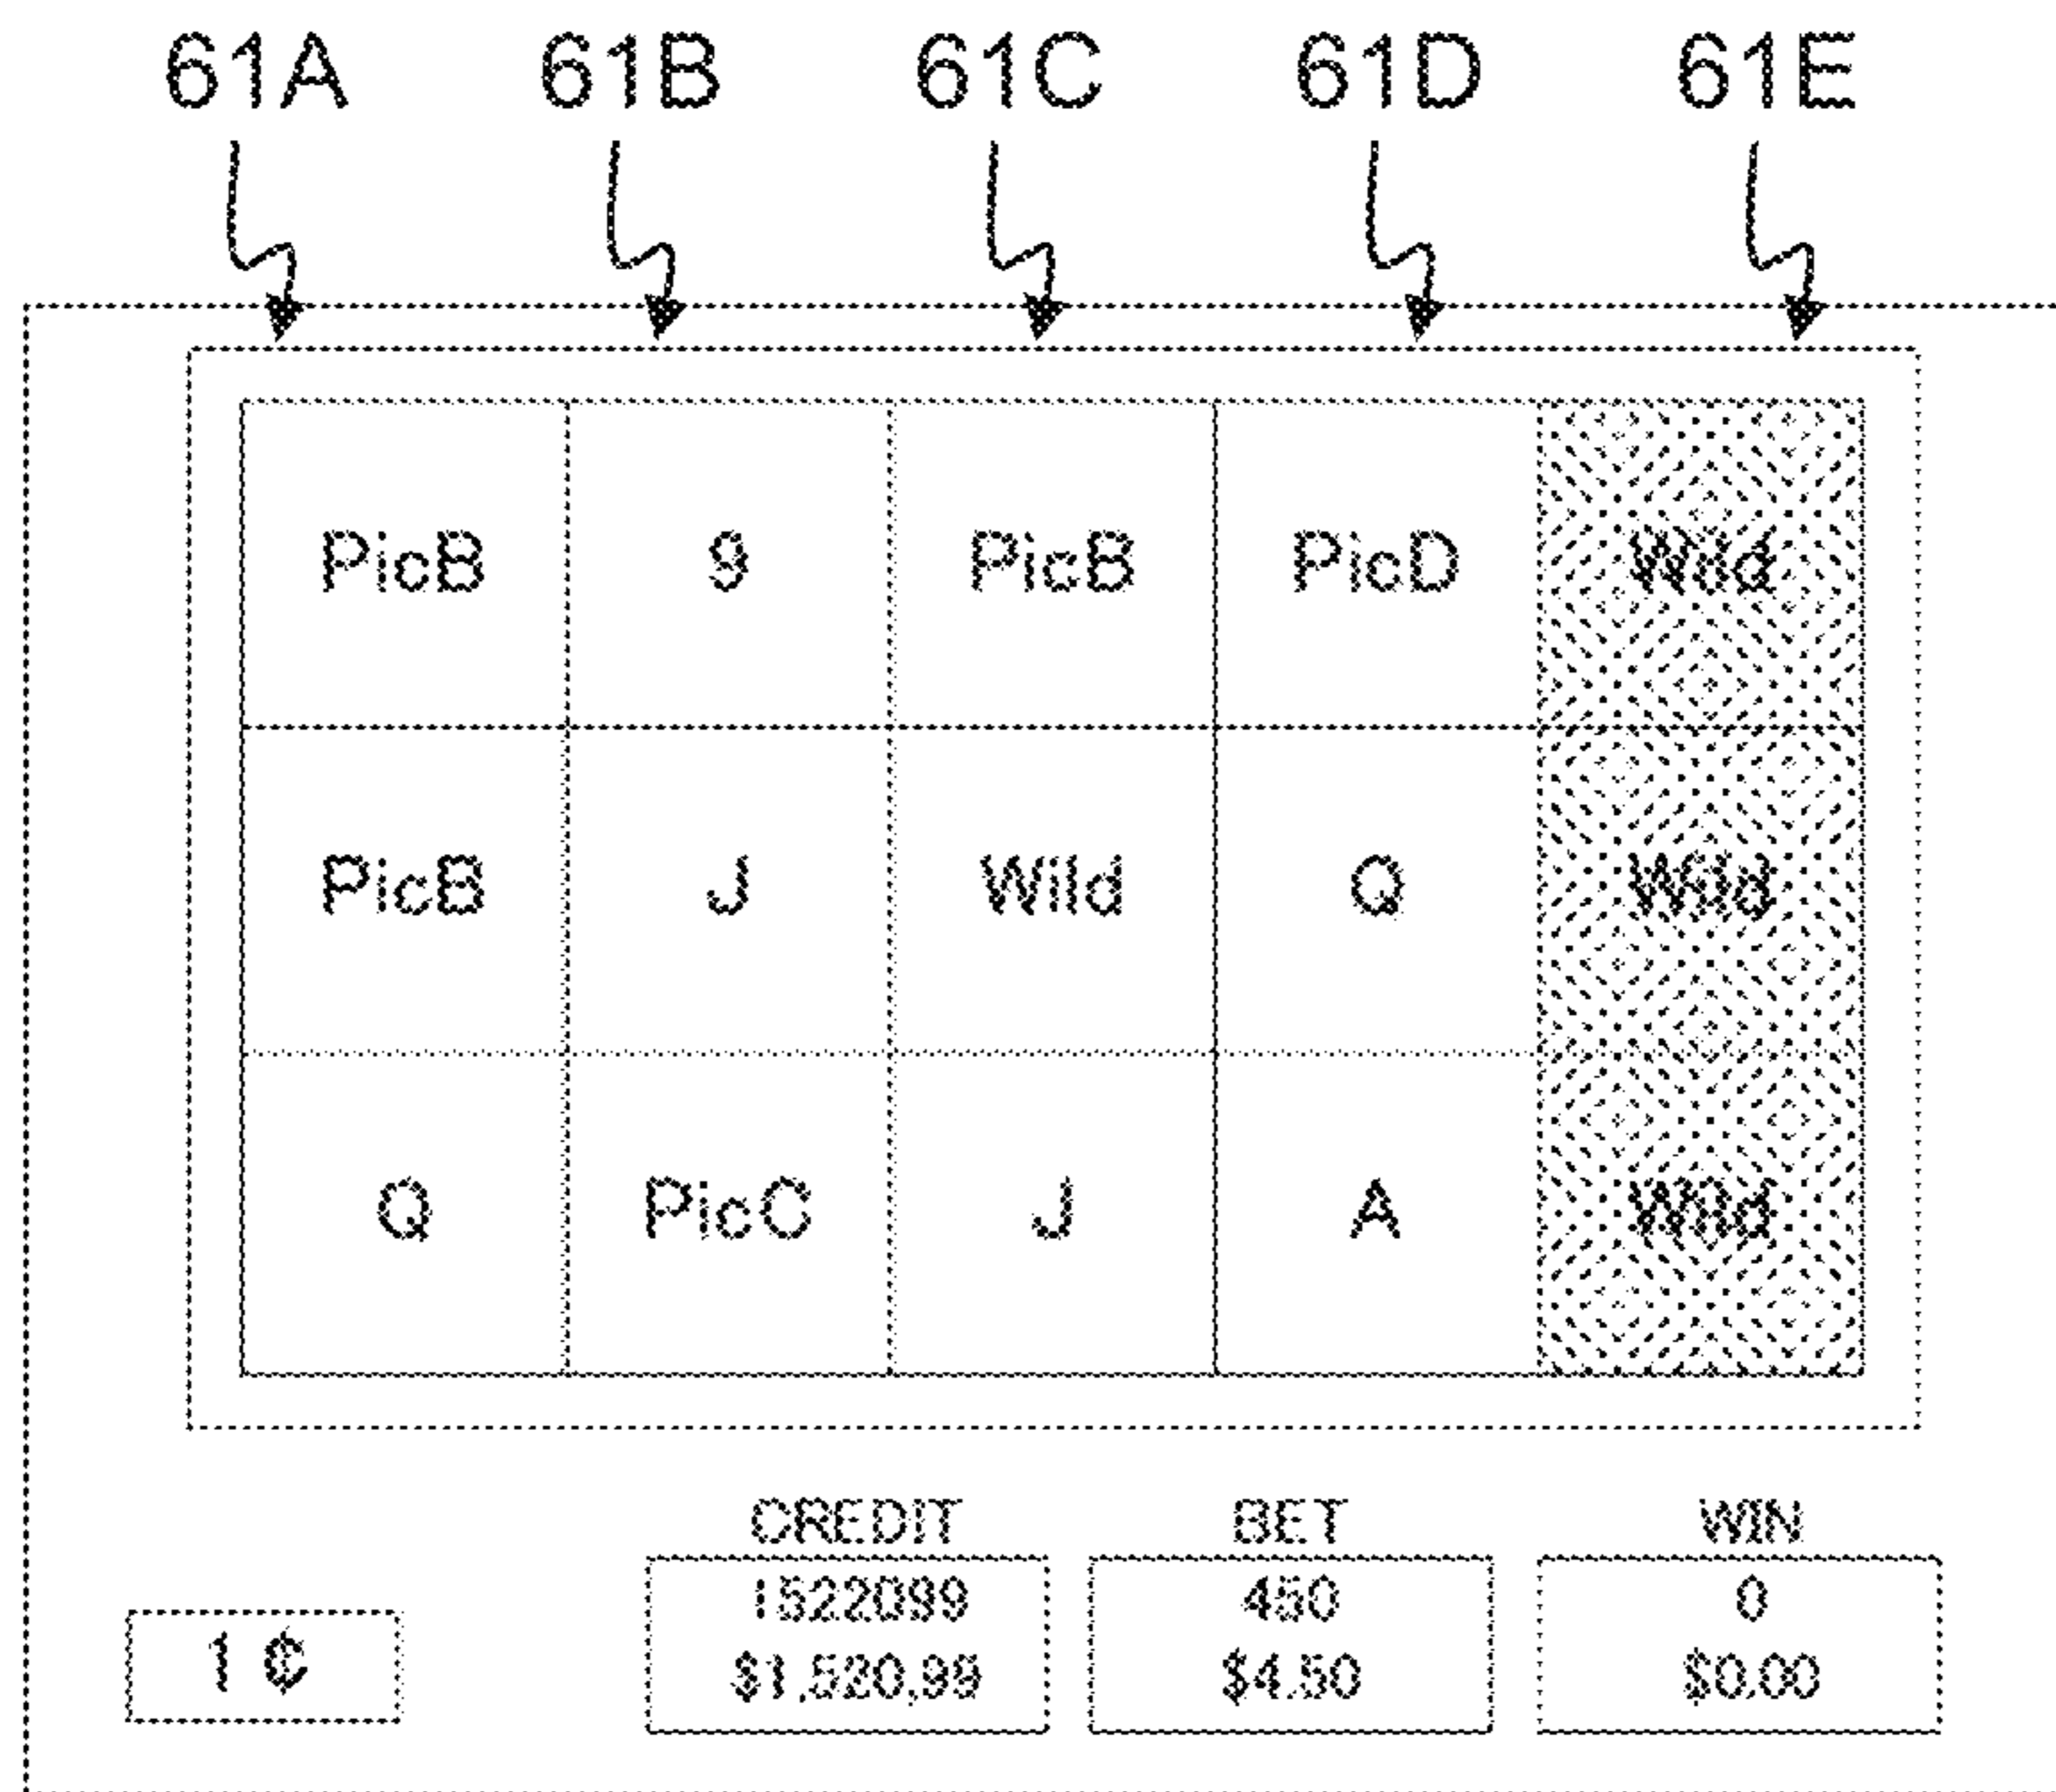 61A 61B 61C 61D 61E
PicB 9 PicB PicD Wild
PicB J Wild Q Wild
Q PicC J A Wild
CREDIT BET WIN
1522099 450 0
1 ¢ $1,520.99 $4.50 $0.00